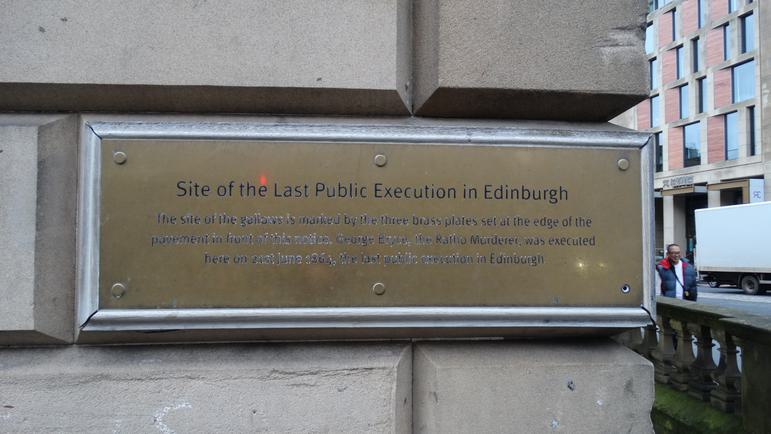 Site of the Last Public Execution in Edinburgh
The site of the gallows is marked by the three brass plates set at the edge of the
pavement in front of this notice. George Bryce, the Ratho Murderer, was executed
here on 21st June 1864, the last public execution in Edinburgh